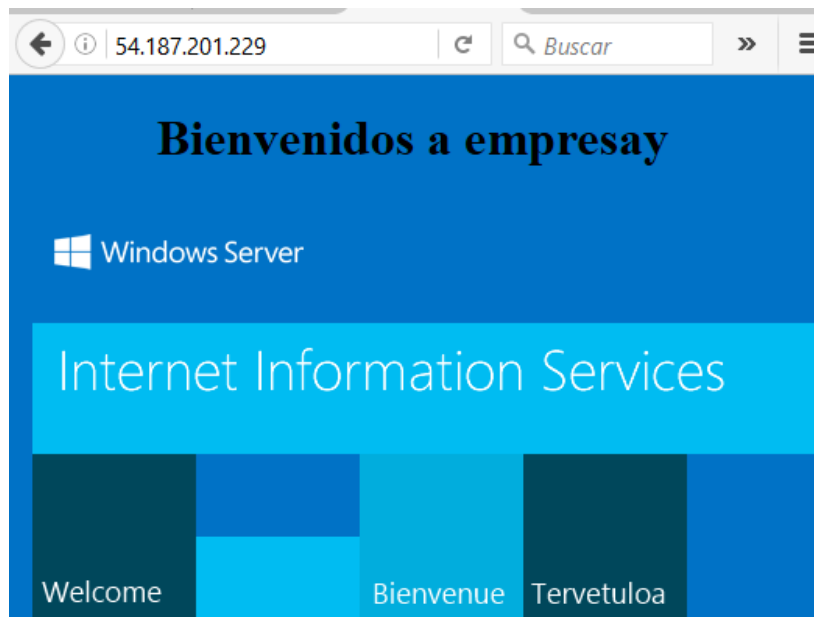 54.187.201.229
Buscar
Bienvenidos a empresay
Windows Server
Internet Information Services
Welcome
Bienvenue
Tervetuloa